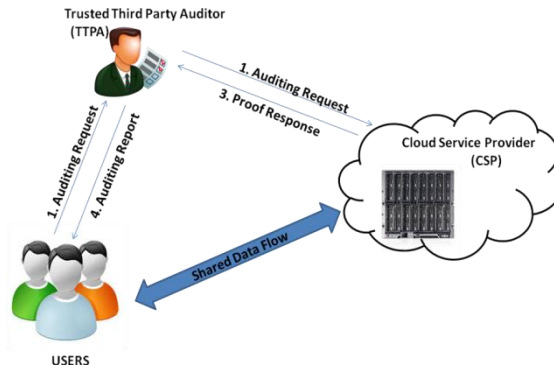 Trusted Third Party Auditor
(TTPA)
1. Auditing Request
3. Proof Response
Cloud Service Provider
(CSP)
1. Auditing Request
4. Auditing Report
Shared Data Flow
USERS